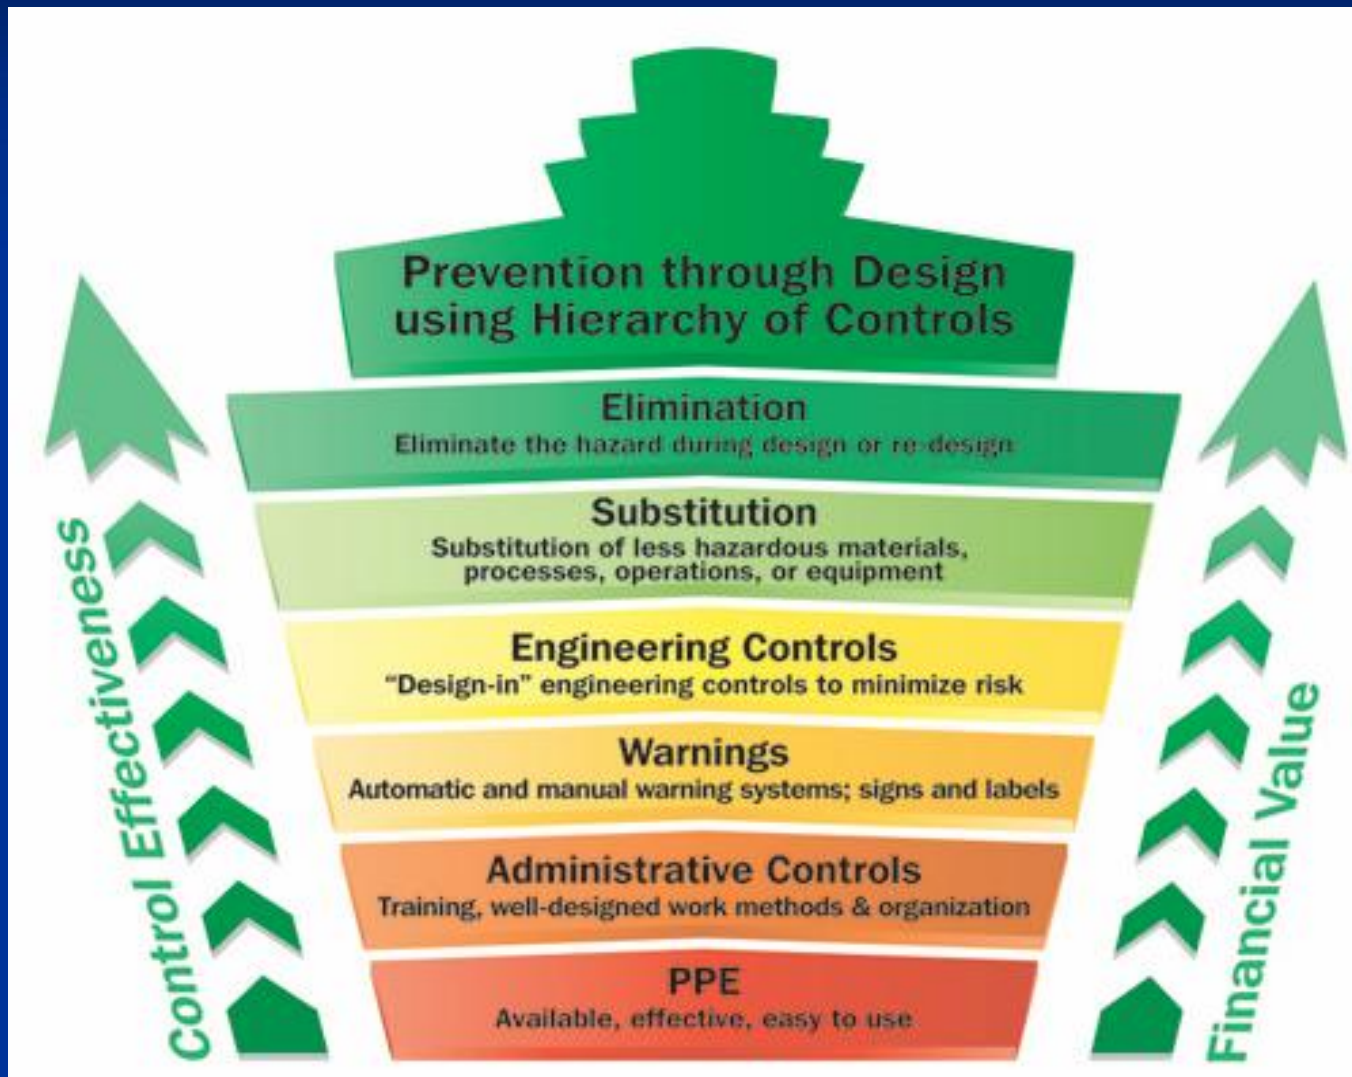 Prevention through Design
using Hierarchy of Controls
Elimination
Eliminate the hazard during design or re-design
Substitution
Substitution of less hazardous materials,
processes, operations, or equipment
Engineering Controls
“Design-in” engineering controls to minimize risk
Warnings
Automatic and manual warning systems; signs and labels
Administrative Controls
Training, well-designed work methods & organization
PPE
Available, effective, easy to use
Control Effectiveness
Financial Value